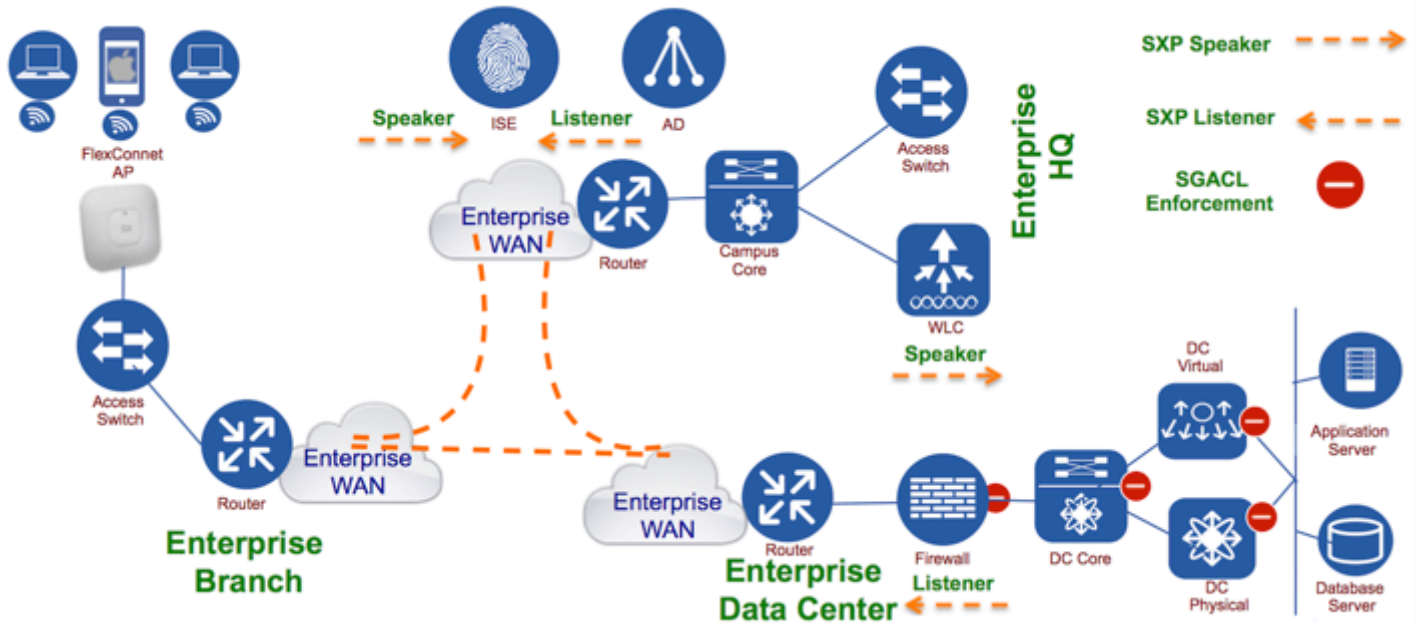 SXP Speaker
Speaker
Listener
ISE
AD
SXP Listener
FlexConnet
AP
Access
Switch
Enterprise
HQ
SGACL
Enforcement
Enterprise
WAN
Router
Campus
Core
WLC
Speaker
Access
Switch
Router
Enterprise
WAN
Enterprise
Branch
Enterprise
WAN
Router
Firewall
Listener
DC Core
DC
Virtual
DC
Physical
Application
Server
Database
Server
Enterprise
Data Center